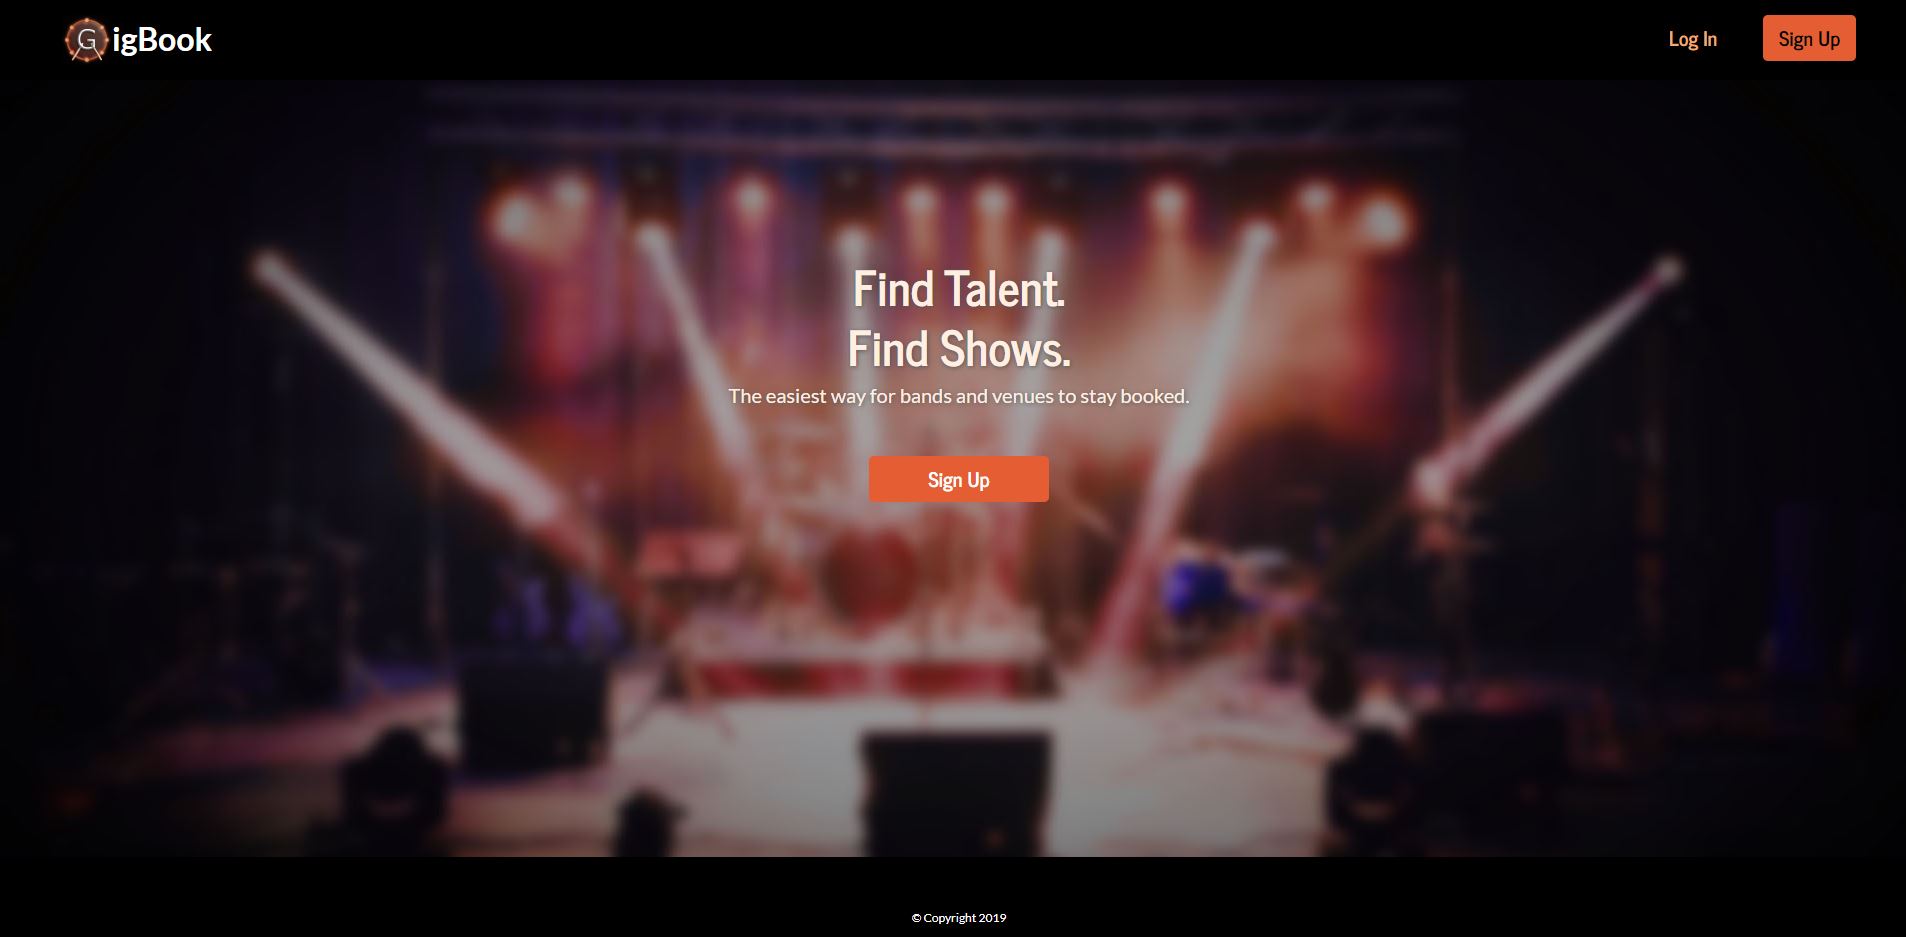 GigBook
Log In
Sign Up
Find Talent.
Find Shows.
The easiest way for bands and venues to stay booked.
Sign Up
© Copyright 2019